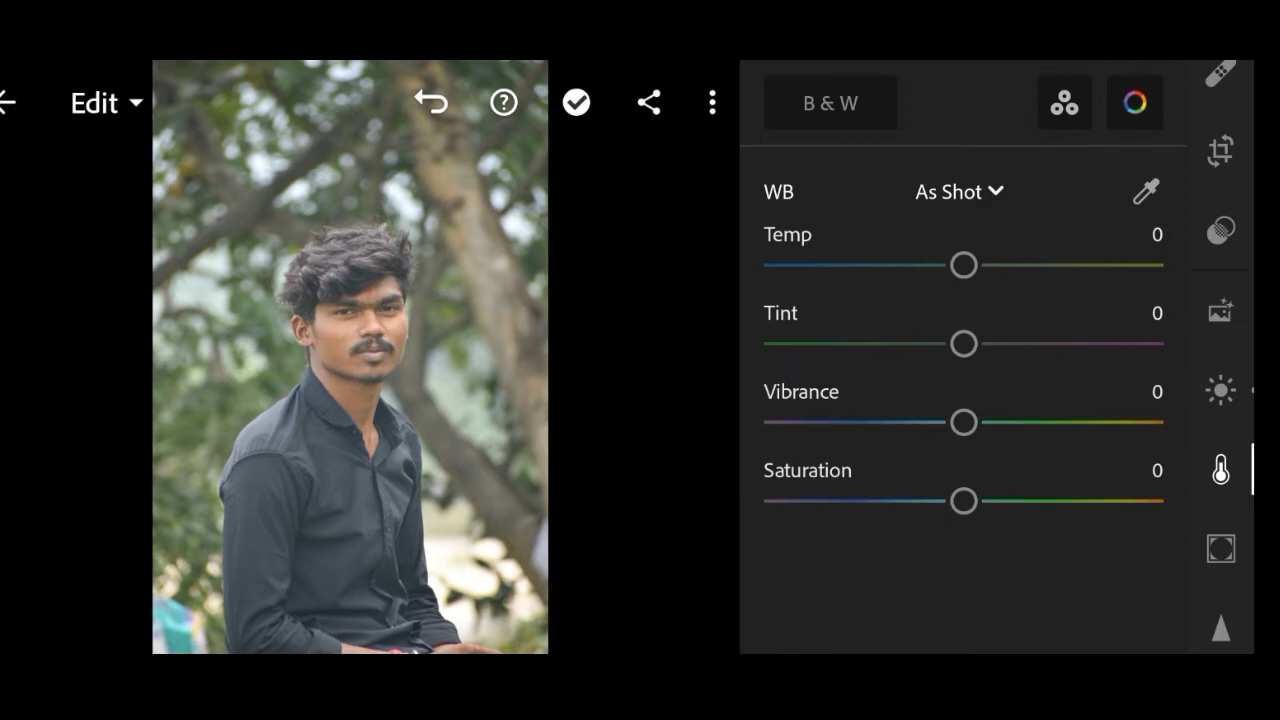 Edit
B & W
WB As Shot
Temp 0
Tint 0
Vibrance 0
Saturation 0